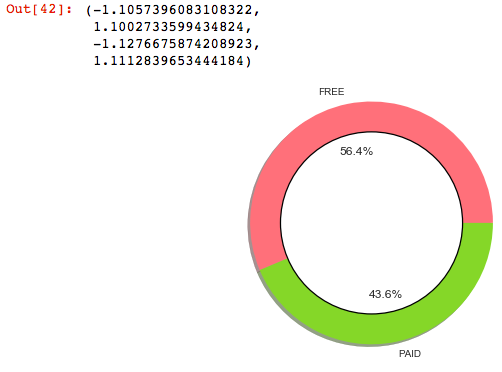 Out[42]: (-1.1057396083108322,
1.1002733599434824,
-1.1276675874208923,
1.1112839653444184)
FREE
56.4%
43.6%
PAID